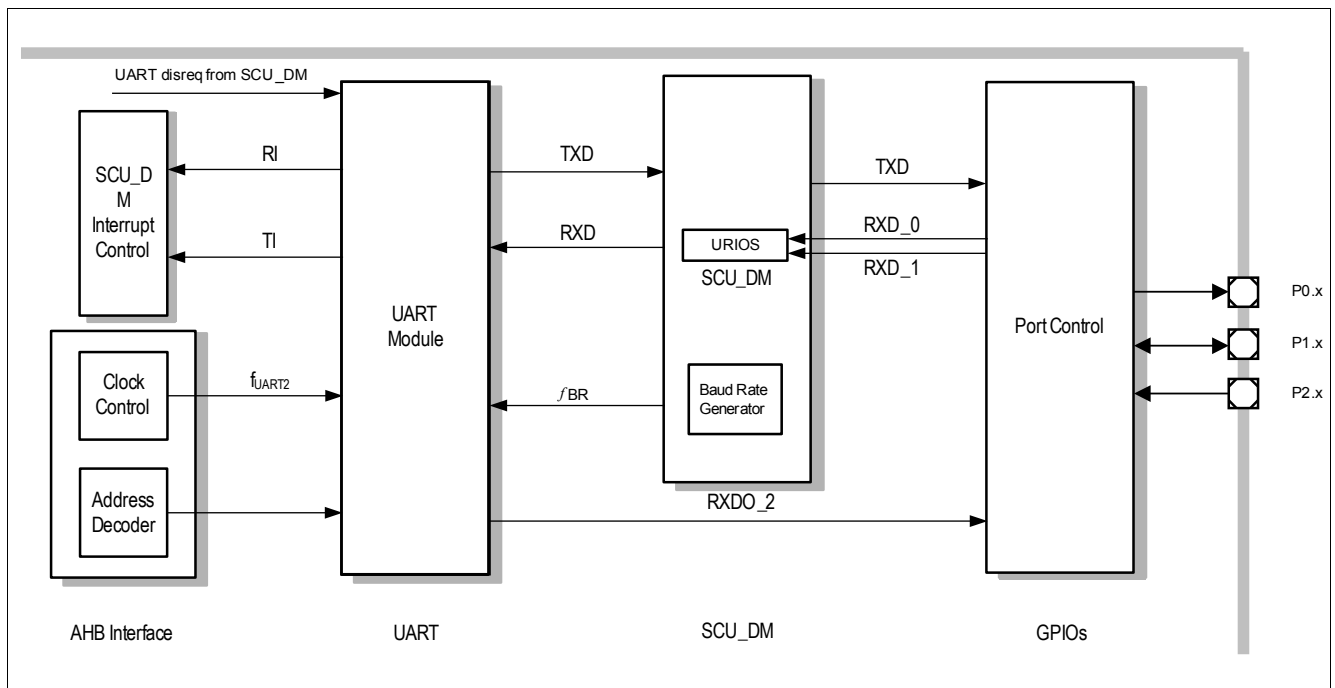 UART disreq from SCU_DM
SCU_D
M
Interrupt
Control
RI
TI
Clock
Control
fUART2
Address
Decoder
UART
Module
TXD
RXD
URIOS
SCU_DM
fBR
Baud Rate
Generator
RXDO_2
TXD
RXD_0
RXD_1
Port Control
P0.x
P1.x
P2.x
AHB Interface
UART
SCU_DM
GPIOs